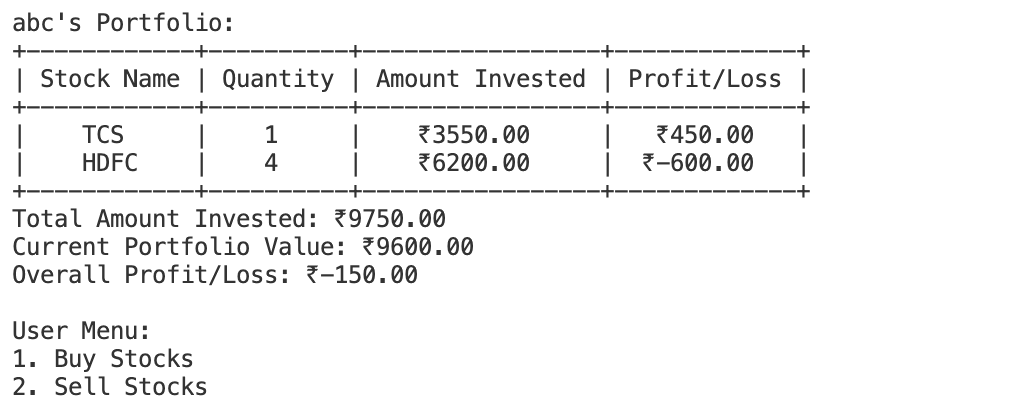 abc's Portfolio:
+------------+----------+-----------------+-------------+
| Stock Name | Quantity | Amount Invested | Profit/Loss |
+------------+----------+-----------------+-------------+
|    TCS     |    1     |    ₹3550.00     |   ₹450.00   |
|    HDFC    |    4     |    ₹6200.00     |  ₹-600.00   |
+------------+----------+-----------------+-------------+
Total Amount Invested: ₹9750.00
Current Portfolio Value: ₹9600.00
Overall Profit/Loss: ₹-150.00
User Menu:
1. Buy Stocks
2. Sell Stocks